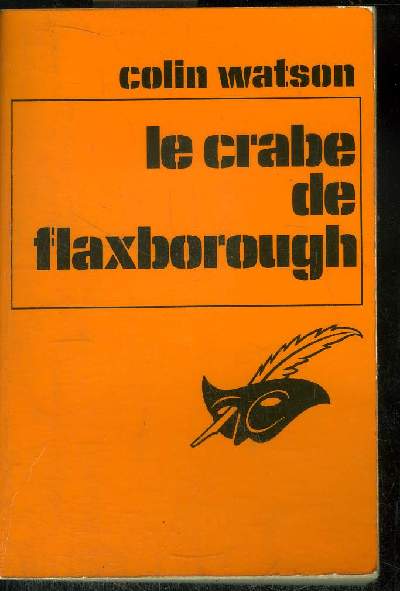 colin watson
le crabe
de
flaxborough